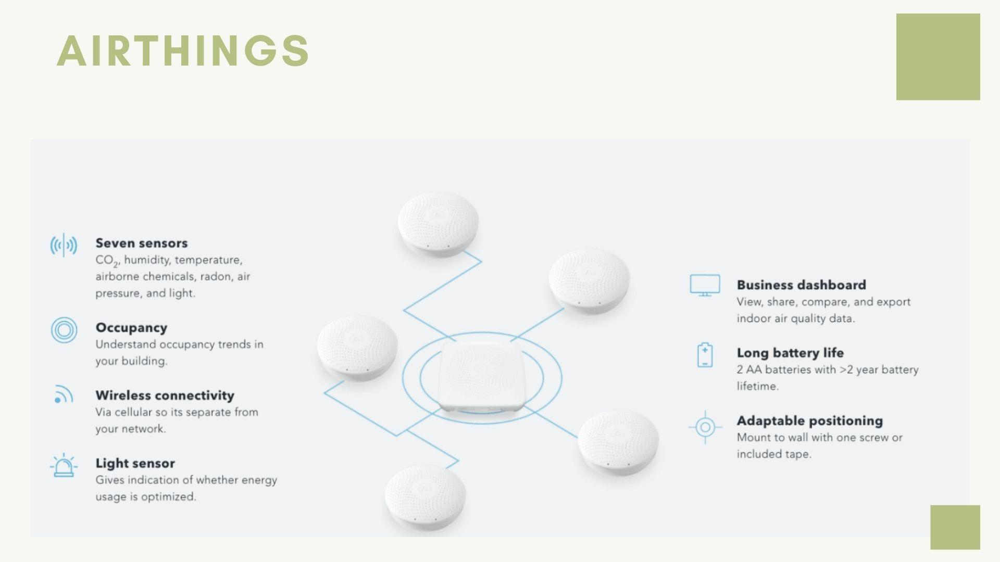 AIRTHINGS
Seven sensors
CO₂, humidity, temperature,
airborne chemicals, radon, air
pressure, and light.
Occupancy
Understand occupancy trends in
your building.
Wireless connectivity
Via cellular so its separate from
your network.
Light sensor
Gives indication of whether energy
usage is optimized.
Business dashboard
View, share, compare, and export
indoor air quality data.
Long battery life
2 AA batteries with >2 year battery
lifetime.
Adaptable positioning
Mount to wall with one screw or
included tape.